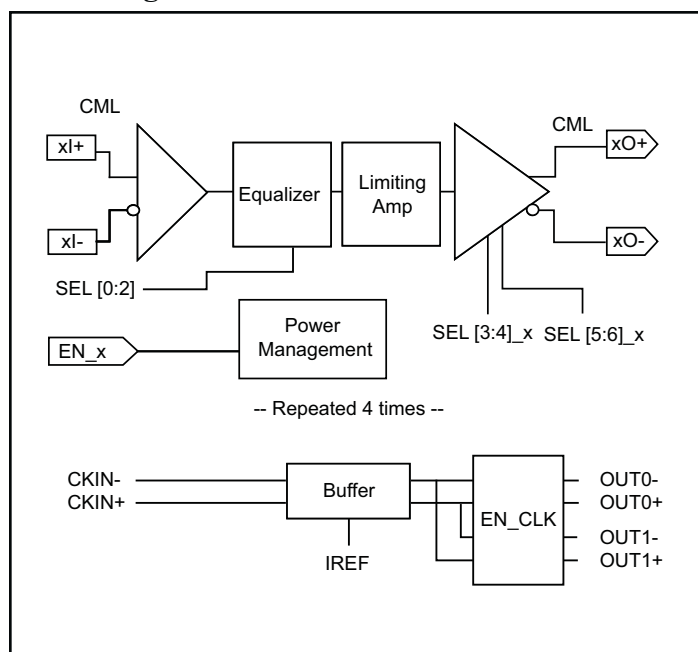 CML
xI+
xI-
Equalizer
Limiting
Amp
CML
xO+
xO-
SEL [0:2]
SEL [3:4]_x
SEL [5:6]_x
EN_x
Power
Management
-- Repeated 4 times --
CKIN-
CKIN+
Buffer
IREF
EN_CLK
OUT0-
OUT0+
OUT1-
OUT1+